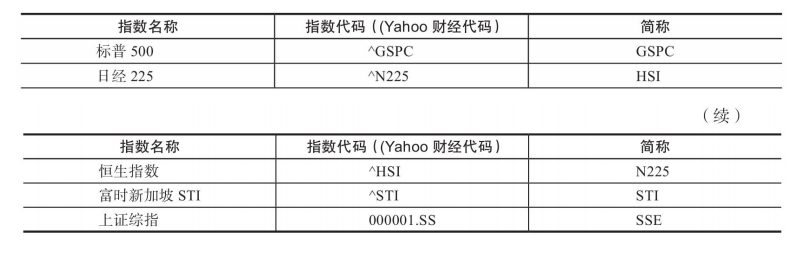 指数名称 指数代码 ((Yahoo 财经代码) 简称
标普 500 ^GSPC GSPC
日经 225 ^N225 HSI
（续）
指数名称 指数代码 ((Yahoo 财经代码) 简称
恒生指数 ^HSI N225
富时新加坡 STI ^STI STI
上证综指 000001.SS SSE